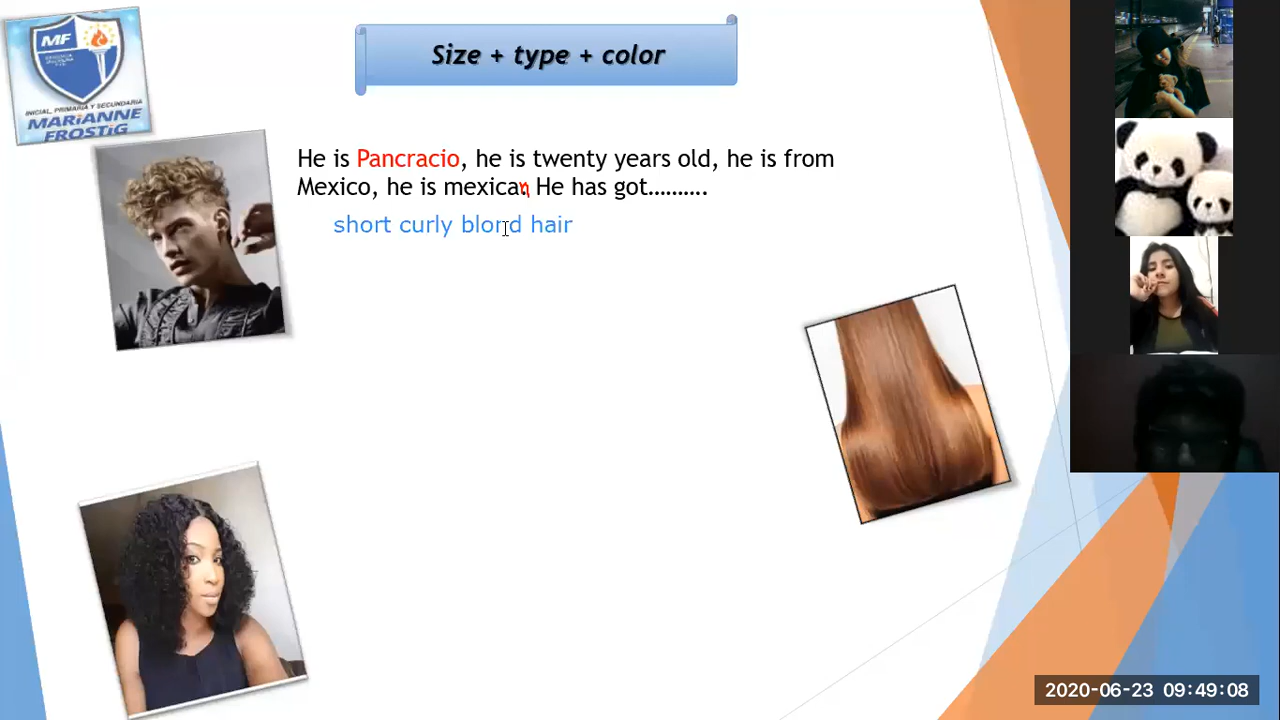 MF
INICIAL, PRIMARIA Y SECUNDARIA
MARIANNE
FROSTIG
Size + type + color
He is Pancracio, he is twenty years old, he is from
Mexico, he is mexican He has got..........
short curly blond hair
2020-06-23 09:49:08